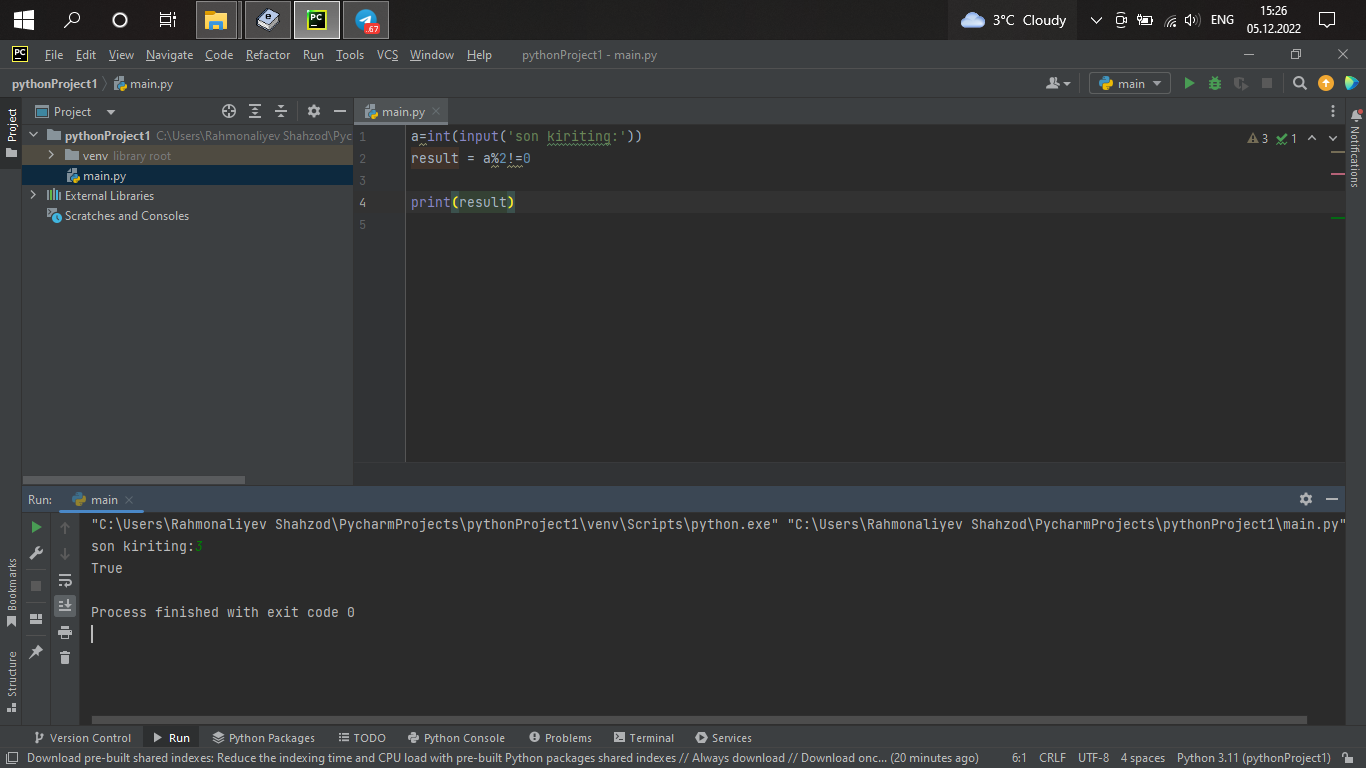 .67
3°C Cloudy
ENG
15:26
05.12.2022
PC
File Edit View Navigate Code Refactor Run Tools VCS Window Help pythonProject1 - main.py
pythonProject1 main.py
main
Project
Project
main.py
Notifications
pythonProject1 C:\Users\Rahmonaliyev Shahzod\Pyc
venv library root
main.py
External Libraries
Scratches and Consoles
1 a=int(input('son kiriting:'))
2 result = a%2!=0
3
4 print(result)
5
3 1
Run: main
"C:\Users\Rahmonaliyev Shahzod\PycharmProjects\pythonProject1\venv\Scripts\python.exe" "C:\Users\Rahmonaliyev Shahzod\PycharmProjects\pythonProject1\main.py"
son kiriting:3
True
Process finished with exit code 0
Bookmarks
Structure
Version Control Run Python Packages TODO Python Console Problems Terminal Services
Download pre-built shared indexes: Reduce the indexing time and CPU load with pre-built Python packages shared indexes // Always download // Download onc... (20 minutes ago) 6:1 CRLF UTF-8 4 spaces Python 3.11 (pythonProject1)